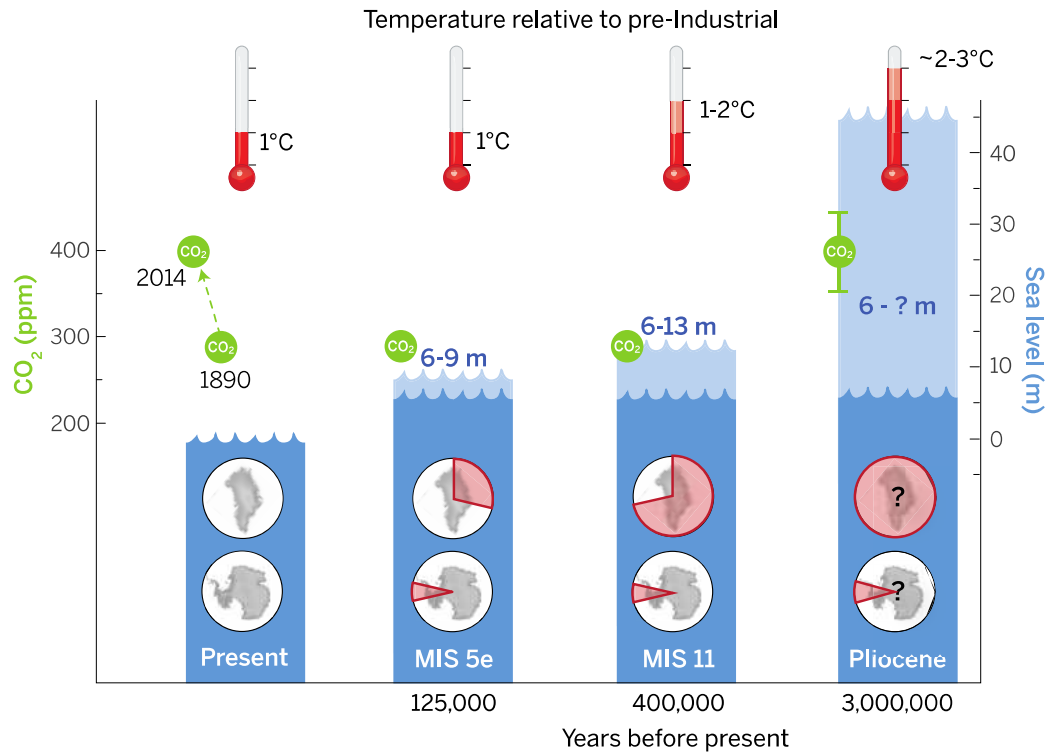 Temperature relative to pre-Industrial
1°C
1°C
1-2°C
~2-3°C
CO₂ (ppm)
400
300
200
CO₂
2014
CO₂
1890
CO₂
6-9 m
CO₂
6-13 m
CO₂
6 - ? m
40
30
20
10
0
Sea level (m)
?
?
Present
MIS 5e
MIS 11
Pliocene
125,000
400,000
3,000,000
Years before present